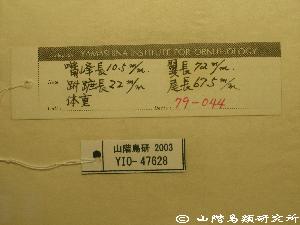 YAMASHINA INSTITUTE FOR ORNITHOLOGY
嘴峰長10.5m/m. 翼長72m/m.
跗蹠長22m/m 尾長67.5m/m
体重 79-044
山階鳥研 2003
YIO-47628
©山階鳥類研究所